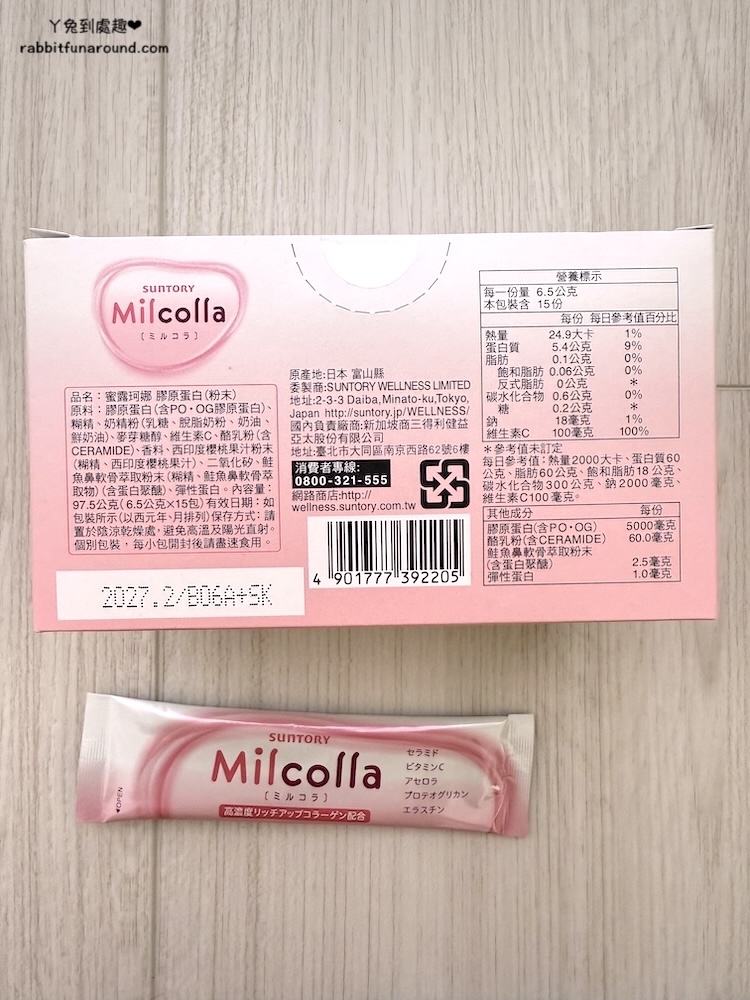 ㄚ兔到處趣❤
rabbitfunaround.com
SUNTORY
Milcolla
〔ミルコラ〕
品名：蜜露珂娜 膠原蛋白(粉末)
原料：膠原蛋白(含PO・OG膠原蛋白)、
糊精、奶精粉(乳糖、脫脂奶粉、奶油、
鮮奶油)、麥芽糖醇、維生素C、酪乳粉(含
CERAMIDE)、香料、西印度櫻桃果汁粉末
(糊精、西印度櫻桃果汁)、二氧化矽、鮭
魚鼻軟骨萃取粉末(糊精、鮭魚鼻軟骨萃
取物)(含蛋白聚醣)、彈性蛋白。內容量：
97.5公克(6.5公克×15包)有效日期：如
包裝所示(以西元年、月排列)保存方式：請
置於陰涼乾燥處，避免高溫及陽光直射。
個別包裝，每小包開封後請盡速食用。
2027.2/B06A+SK
原產地:日本 富山縣
委製商:SUNTORY WELLNESS LIMITED
地址:2-3-3 Daiba,Minato-ku,Tokyo,
Japan http://suntory.jp/WELLNESS/
國內負責廠商:新加坡商三得利健益
亞太股份有限公司
地址:臺北市大同區南京西路62號6樓
消費者專線:
0800-321-555
網路商店:http://
wellness.suntory.com.tw
4 901777 392205
營養標示
每一份量 6.5公克
本包裝含 15份
每份 每日參考值百分比
熱量 24.9大卡 1%
蛋白質 5.4公克 9%
脂肪 0.1公克 0%
飽和脂肪 0.06公克 0%
反式脂肪 0公克 *
碳水化合物 0.6公克 0%
糖 0.2公克 *
鈉 18毫克 1%
維生素C 100毫克 100%
*參考值未訂定
每日參考值：熱量2000大卡、蛋白質60
公克、脂肪60公克、飽和脂肪18公克、
碳水化合物300公克、鈉2000毫克、
維生素C100毫克。
其他成分 每份
膠原蛋白(含PO・OG) 5000毫克
酪乳粉(含CERAMIDE) 60.0毫克
鮭魚鼻軟骨萃取粉末
(含蛋白聚醣) 2.5毫克
彈性蛋白 1.0毫克
SUNTORY
Milcolla
〔ミルコラ〕
高濃度リッチアップコラーゲン配合
セラミド
ビタミンC
アセロラ
プロテオグリカン
エラスチン
OPEN